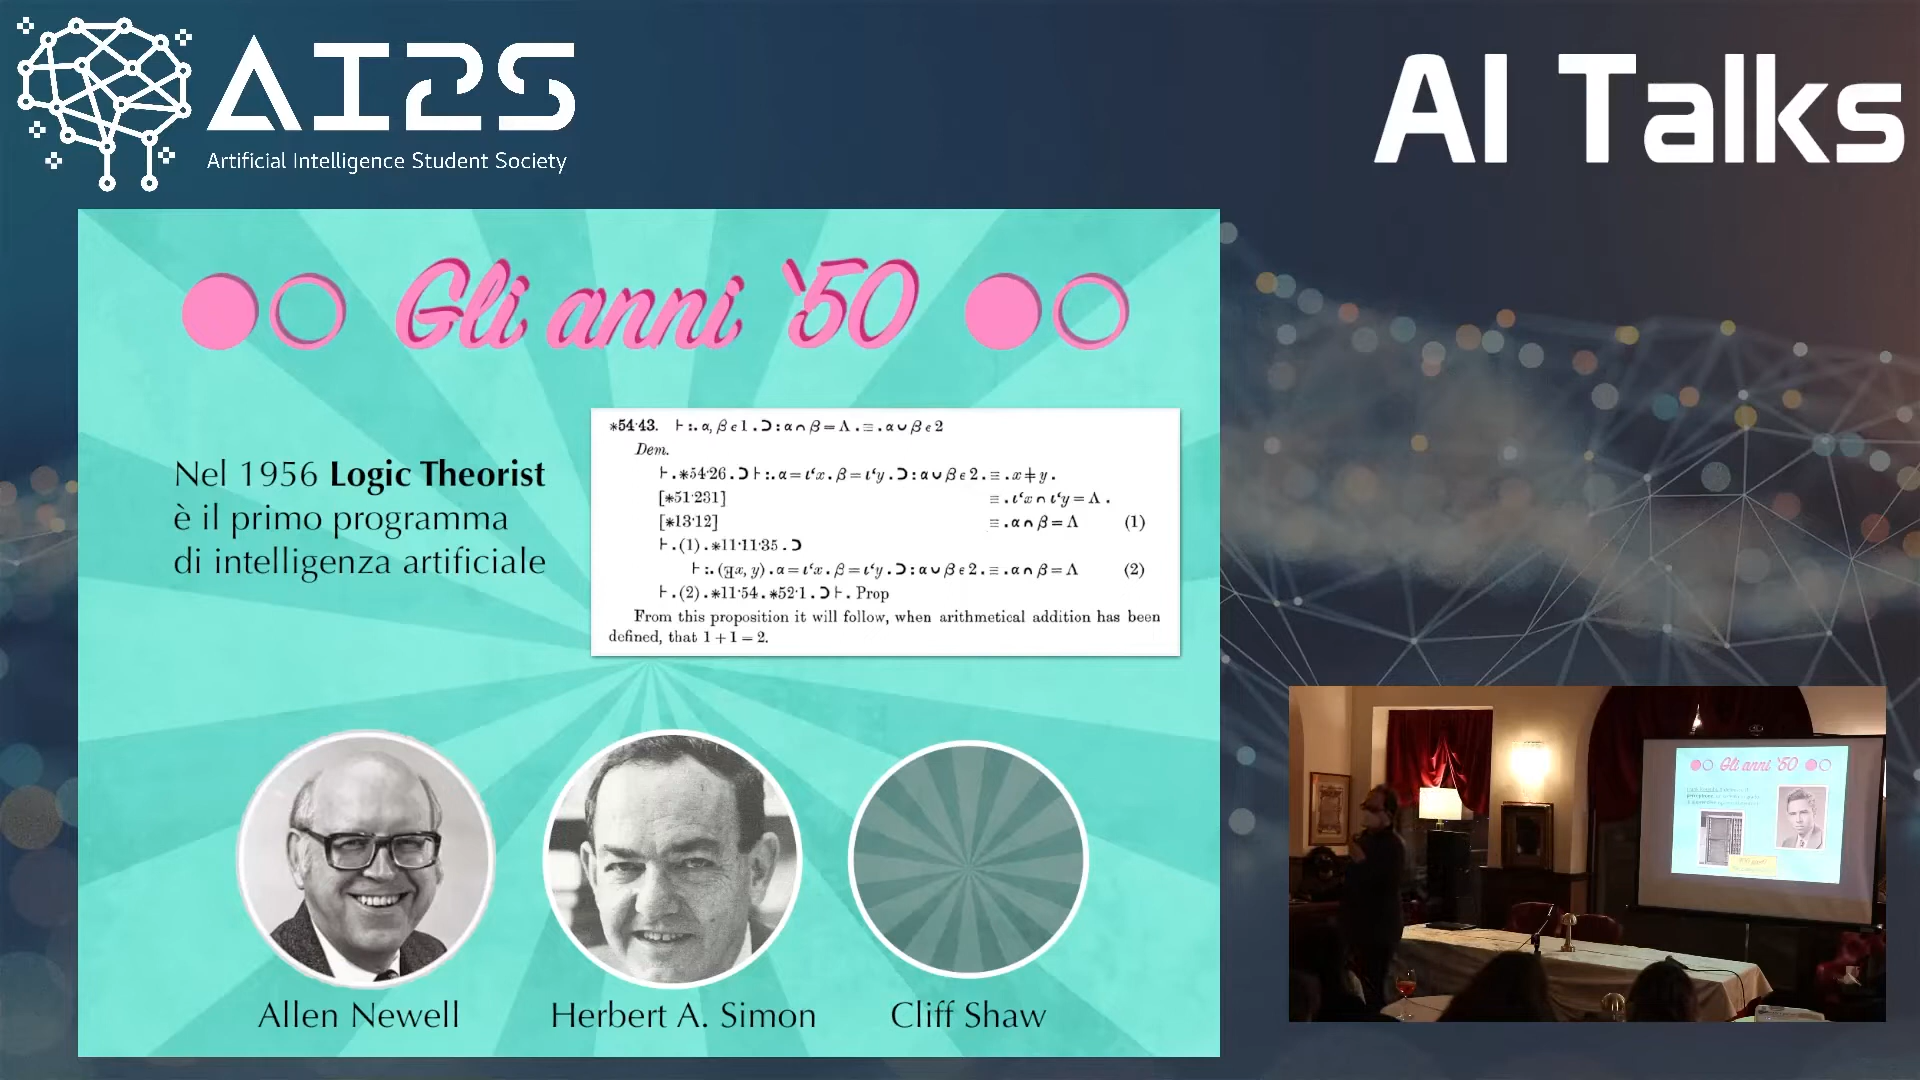 AI2S
Artificial Intelligence Student Society
AI Talks
Gli anni '50
Nel 1956 Logic Theorist
è il primo programma
di intelligenza artificiale
*54·43. ⊢:. α, β ε 1 . ⊃ : α ∩ β = Λ . ≡ . α ∪ β ε 2
Dem.
⊢ . *54·26 . ⊃ ⊢ :. α = ι‘x . β = ι‘y . ⊃ : α ∪ β ε 2 . ≡ . x ≠ y .
[*51·231] ≡ . ι‘x ∩ ι‘y = Λ .
[*13·12] ≡ . α ∩ β = Λ (1)
⊢ . (1) . *11·11·35 . ⊃
⊢ :. (∃x, y) . α = ι‘x . β = ι‘y . ⊃ : α ∪ β ε 2 . ≡ . α ∩ β = Λ (2)
⊢ . (2) . *11·54 . *52·1 . ⊃ ⊢ . Prop
From this proposition it will follow, when arithmetical addition has been
defined, that 1 + 1 = 2.
Allen Newell
Herbert A. Simon
Cliff Shaw
Gli anni '50